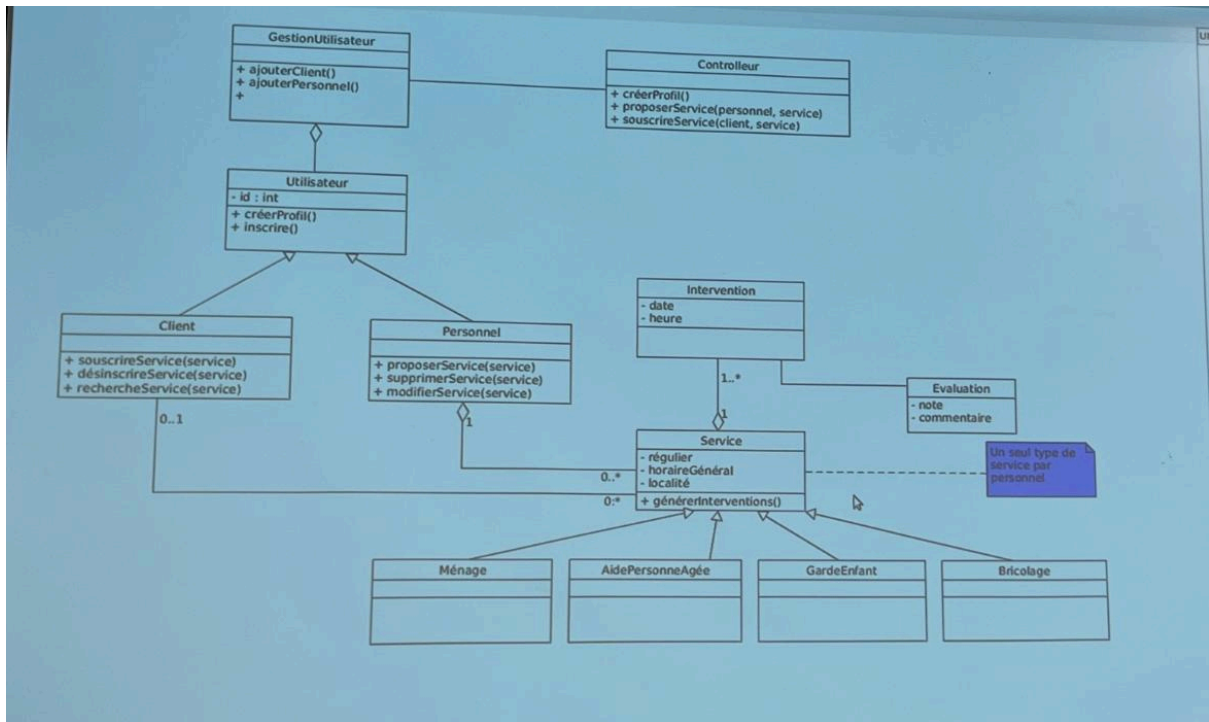 GestionUtilisateur
+ ajouterClient()
+ ajouterPersonnel()
+
Controlleur
+ créerProfil()
+ proposerService(personnel, service)
+ souscrireService(client, service)
Utilisateur
- id : int
+ créerProfil()
+ inscrire()
Client
+ souscrireService(service)
+ désinscrireService(service)
+ rechercheService(service)
Personnel
+ proposerService(service)
+ supprimerService(service)
+ modifierService(service)
Intervention
- date
- heure
Evaluation
- note
- commentaire
1..*
1
0..1
1
0..*
0:*
Service
- régulier
- horaireGénéral
- localité
+ générerInterventions()
Un seul type de
service par
personnel
Ménage
AidePersonneAgée
GardeEnfant
Bricolage